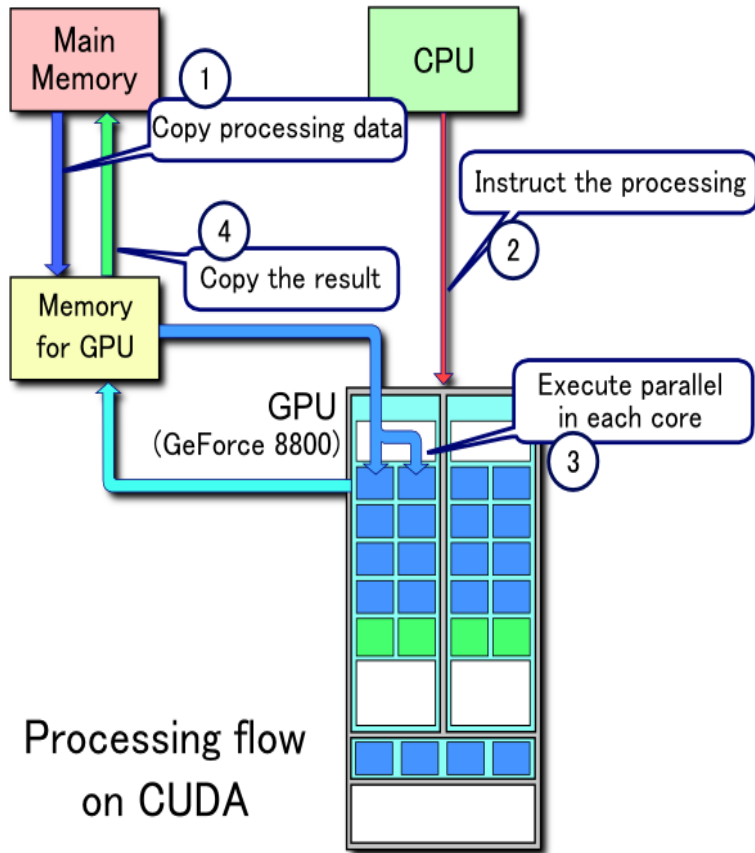 Main
Memory
CPU
1
Copy processing data
Instruct the processing
2
4
Copy the result
Memory
for GPU
GPU
(GeForce 8800)
Execute parallel
in each core
3
Processing flow
on CUDA